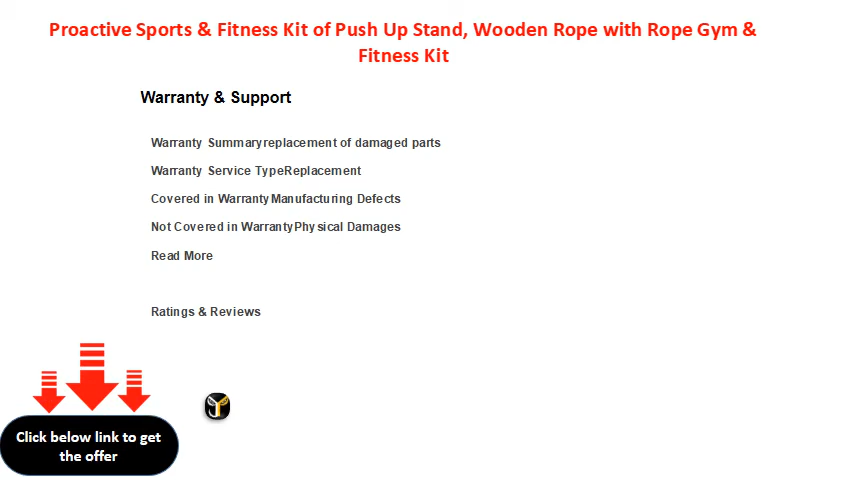 Proactive Sports & Fitness Kit of Push Up Stand, Wooden Rope with Rope Gym &
Fitness Kit
Warranty & Support
Warranty Summaryreplacement of damaged parts
Warranty Service TypeReplacement
Covered in WarrantyManufacturing Defects
Not Covered in WarrantyPhysical Damages
Read More
Ratings & Reviews
Click below link to get
the offer